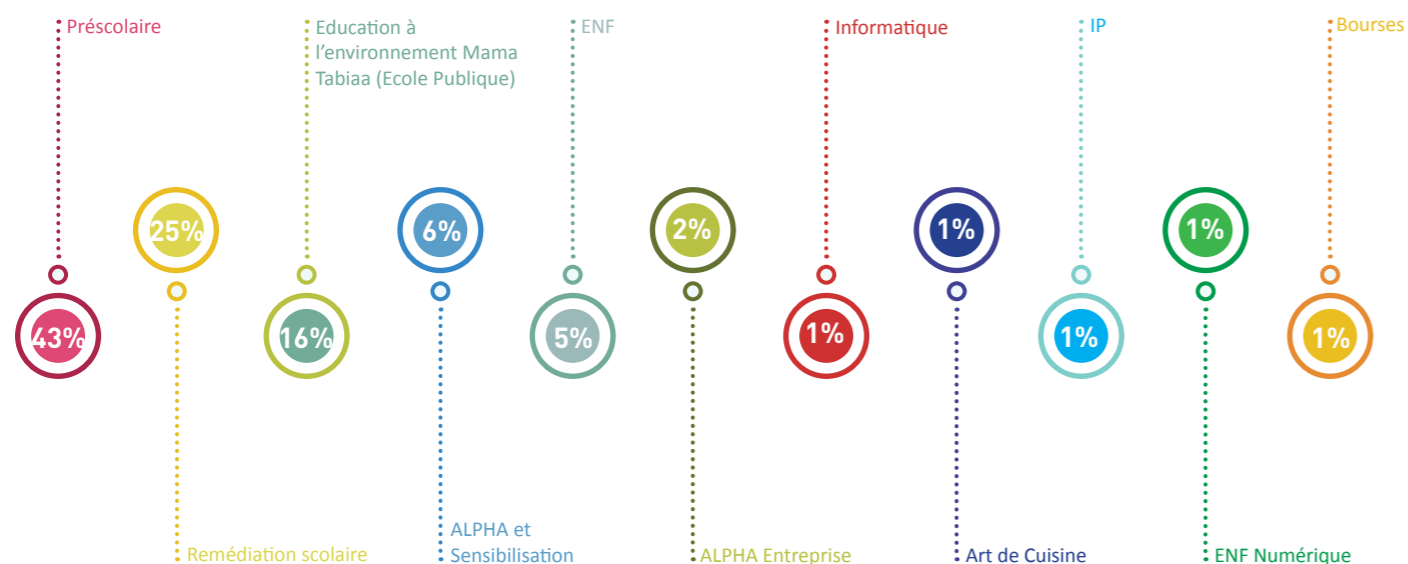 Préscolaire
Education à
l'environnement Mama
Tabiaa (Ecole Publique)
ENF
Informatique
IP
Bourses
25%
6%
2%
1%
1%
43%
16%
5%
1%
1%
1%
Remédiation scolaire
ALPHA et
Sensibilisation
ALPHA Entreprise
Art de Cuisine
ENF Numérique